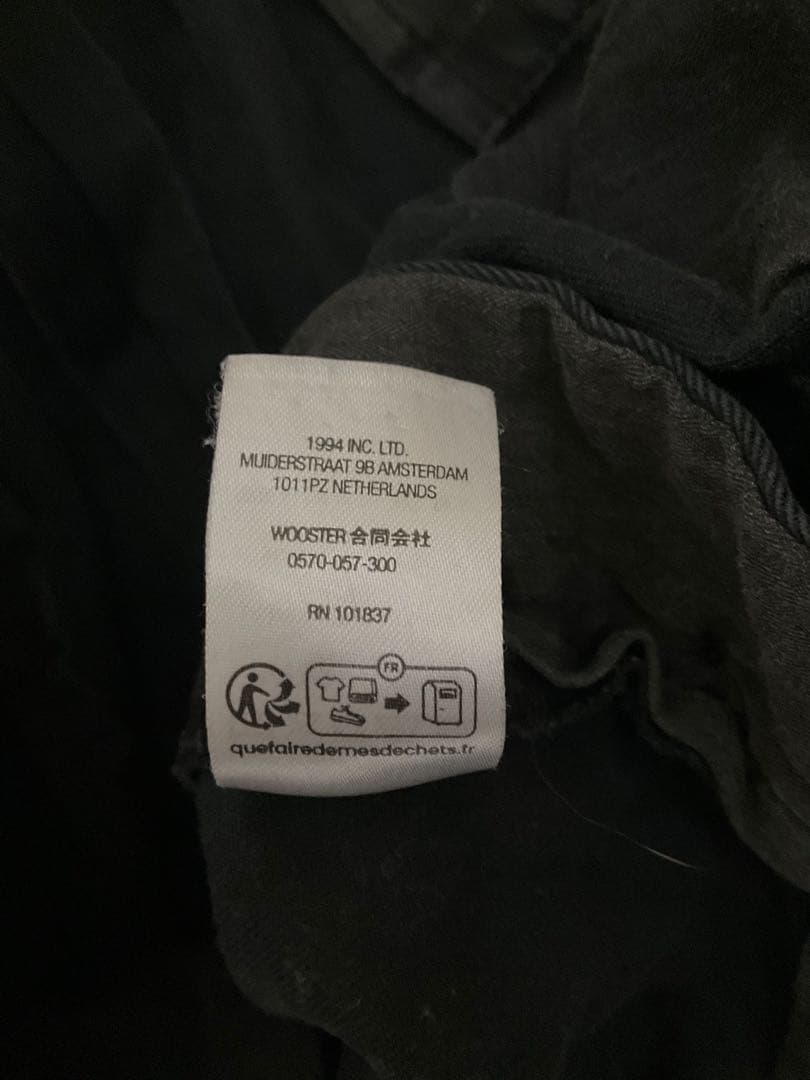 1994 INC. LTD.
MUIDERSTRAAT 9B AMSTERDAM
1011PZ NETHERLANDS
WOOSTER 合同会社
0570-057-300
RN 101837
FR
quefairedemesdechets.fr